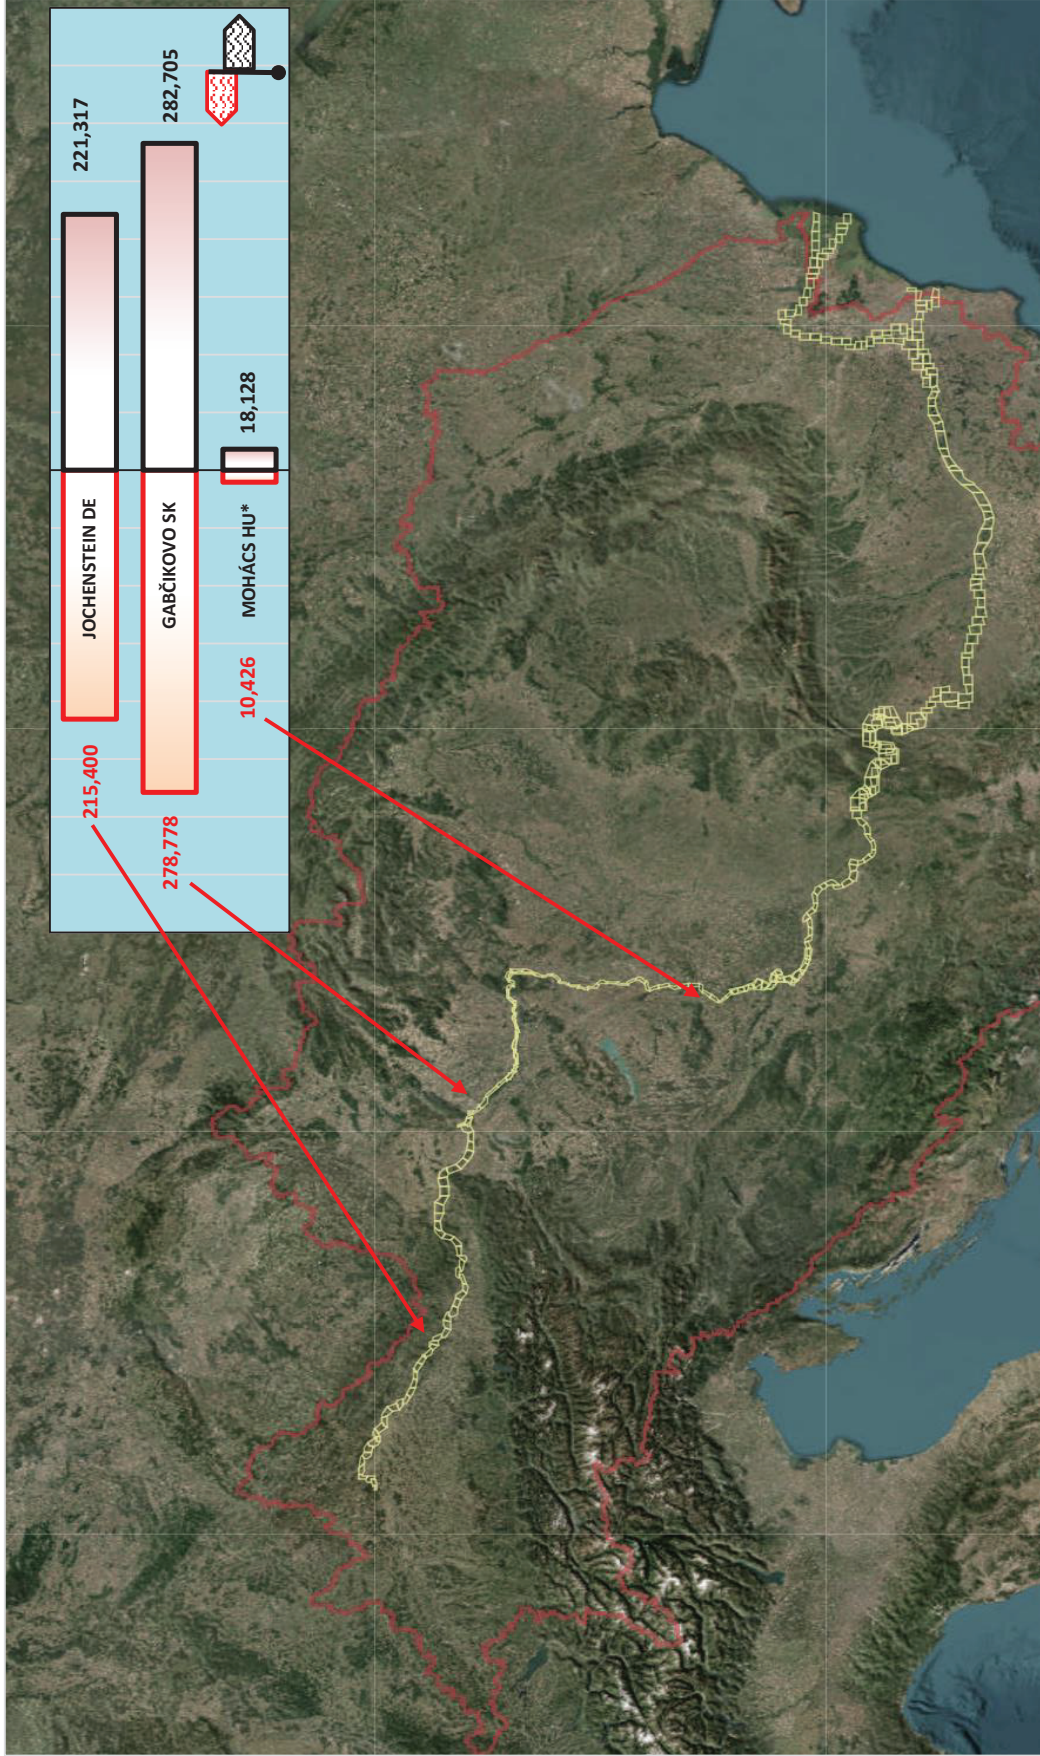 215,400 JOCHENSTEIN DE 221,317
278,778 GABČIKOVO SK 282,705
10,426 MOHÁCS HU* 18,128